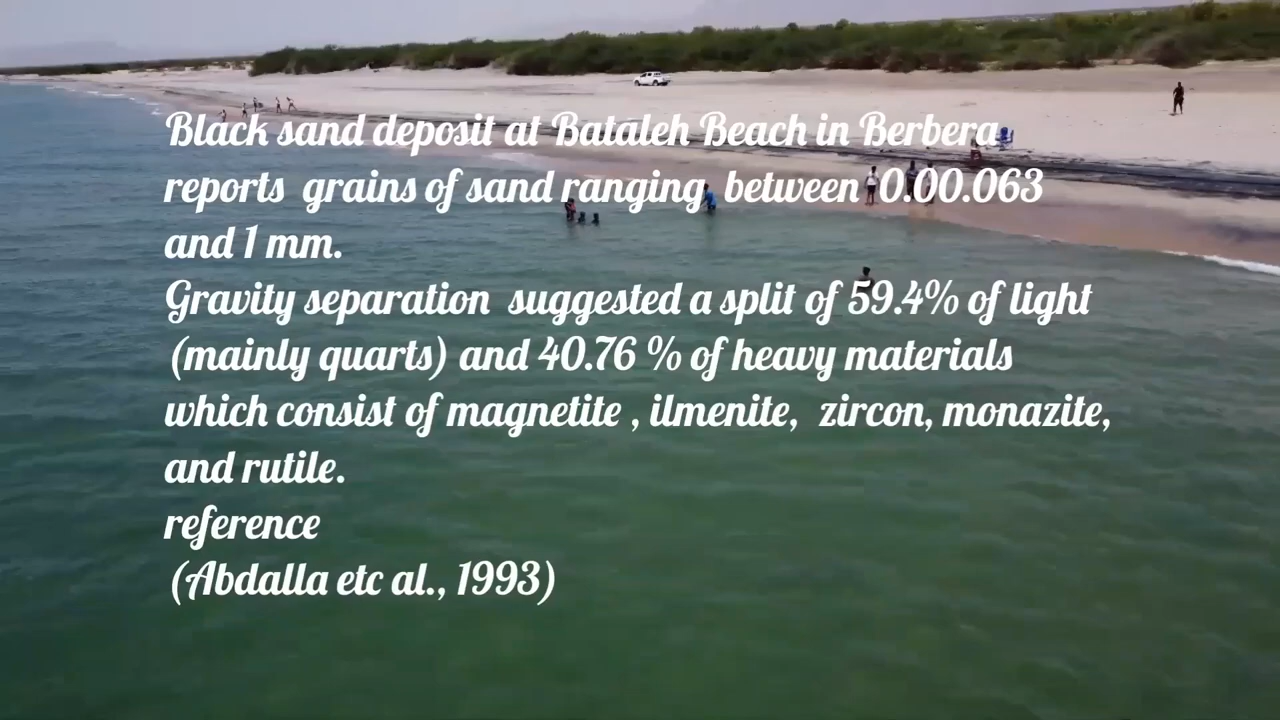 Black sand deposit at Bataleh Beach in Berbera
reports grains of sand ranging between 0.00.063
and 1 mm.
Gravity separation suggested a split of 59.4% of light
(mainly quarts) and 40.76 % of heavy materials
which consist of magnetite , ilmenite, zircon, monazite,
and rutile.
reference
(Abdalla etc al., 1993)